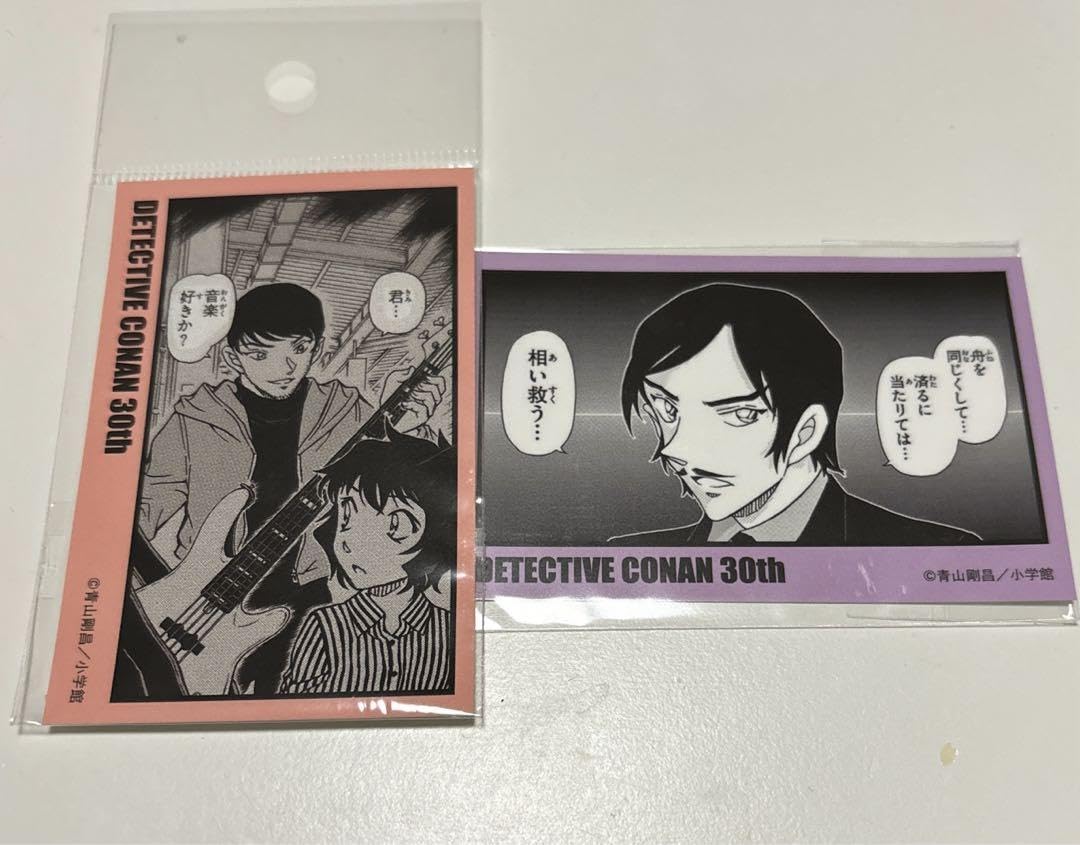 DETECTIVE CONAN 30th
君…
音楽
好きか？
©青山剛昌／小学館
舟を
同じくして…
済るに
当たりては…
相い救う…
DETECTIVE CONAN 30th
©青山剛昌／小学館